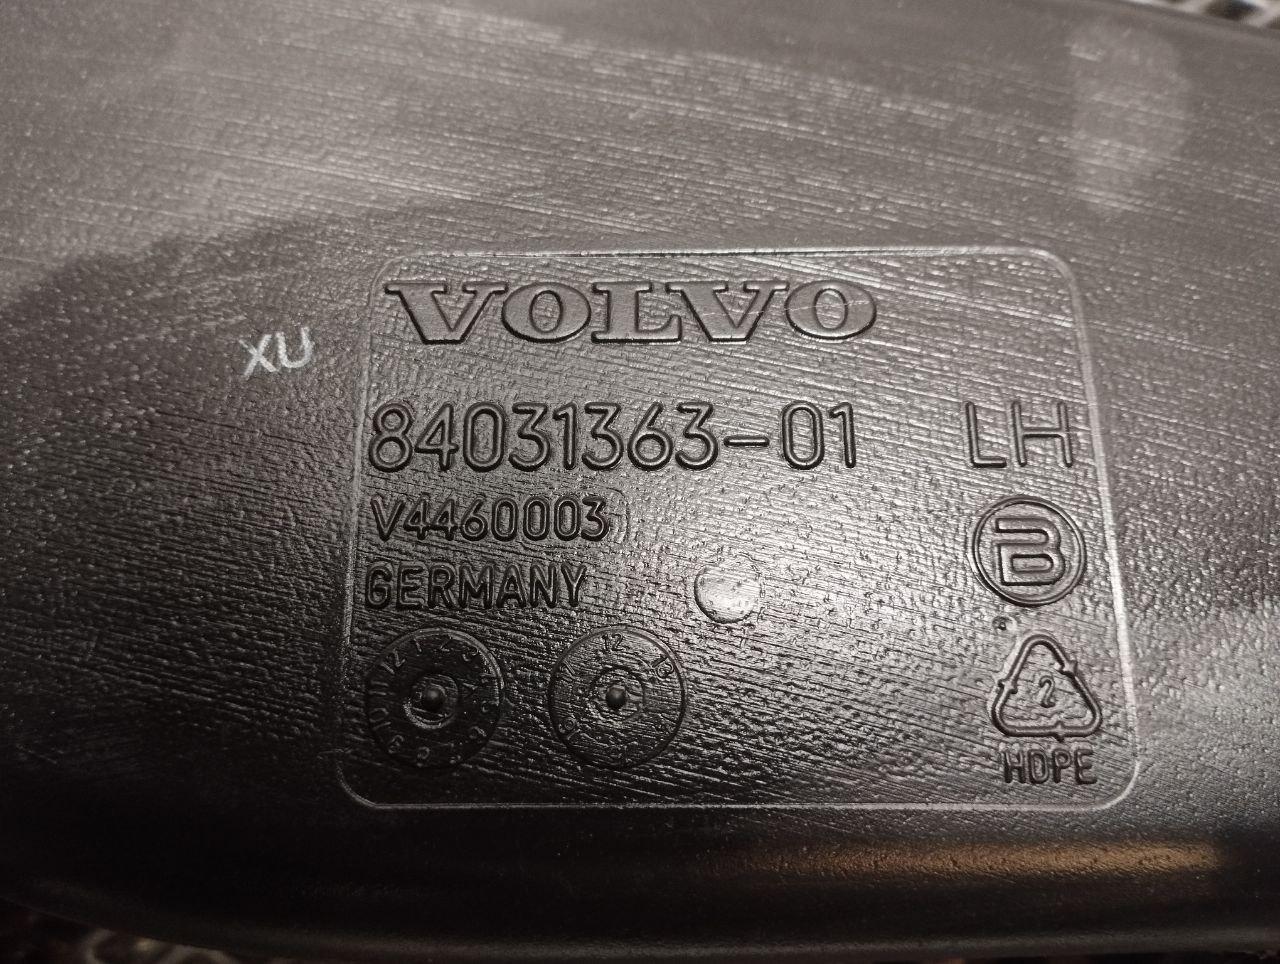 VOLVO
XU
84031363-01 LH
V4460003
B
GERMANY
2
HDPE